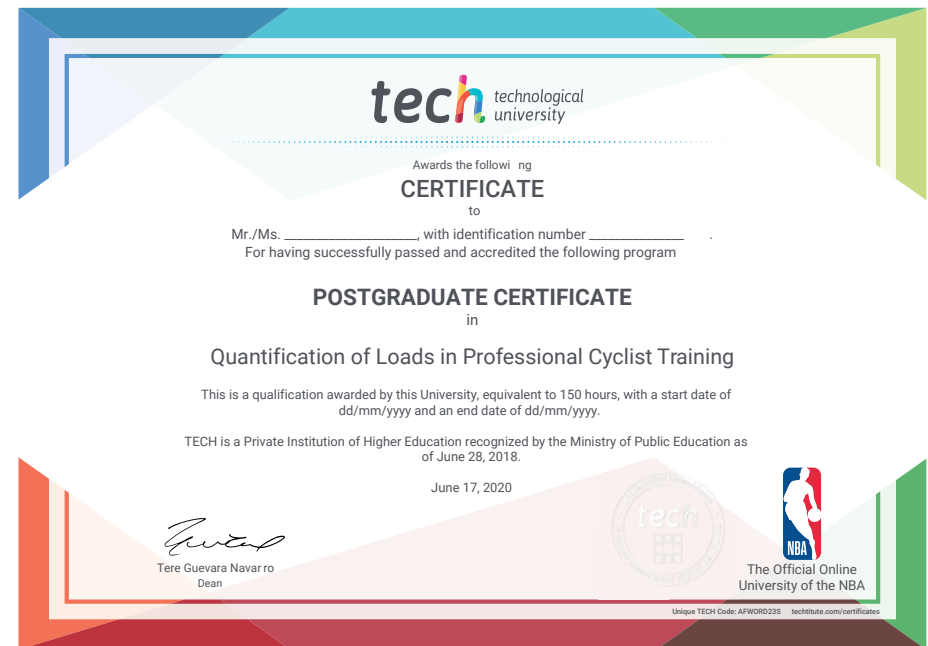 tech technological
university
Awards the followi ng
CERTIFICATE
to
Mr./Ms. ____________________, with identification number ______________ .
For having successfully passed and accredited the following program
POSTGRADUATE CERTIFICATE
in
Quantification of Loads in Professional Cyclist Training
This is a qualification awarded by this University, equivalent to 150 hours, with a start date of
dd/mm/yyyy and an end date of dd/mm/yyyy.
TECH is a Private Institution of Higher Education recognized by the Ministry of Public Education as
of June 28, 2018.
June 17, 2020
tech
NBA
Tere Guevara Navar ro
Dean
The Official Online
University of the NBA
Unique TECH Code: AFWORD23S techtitute.com/certificates